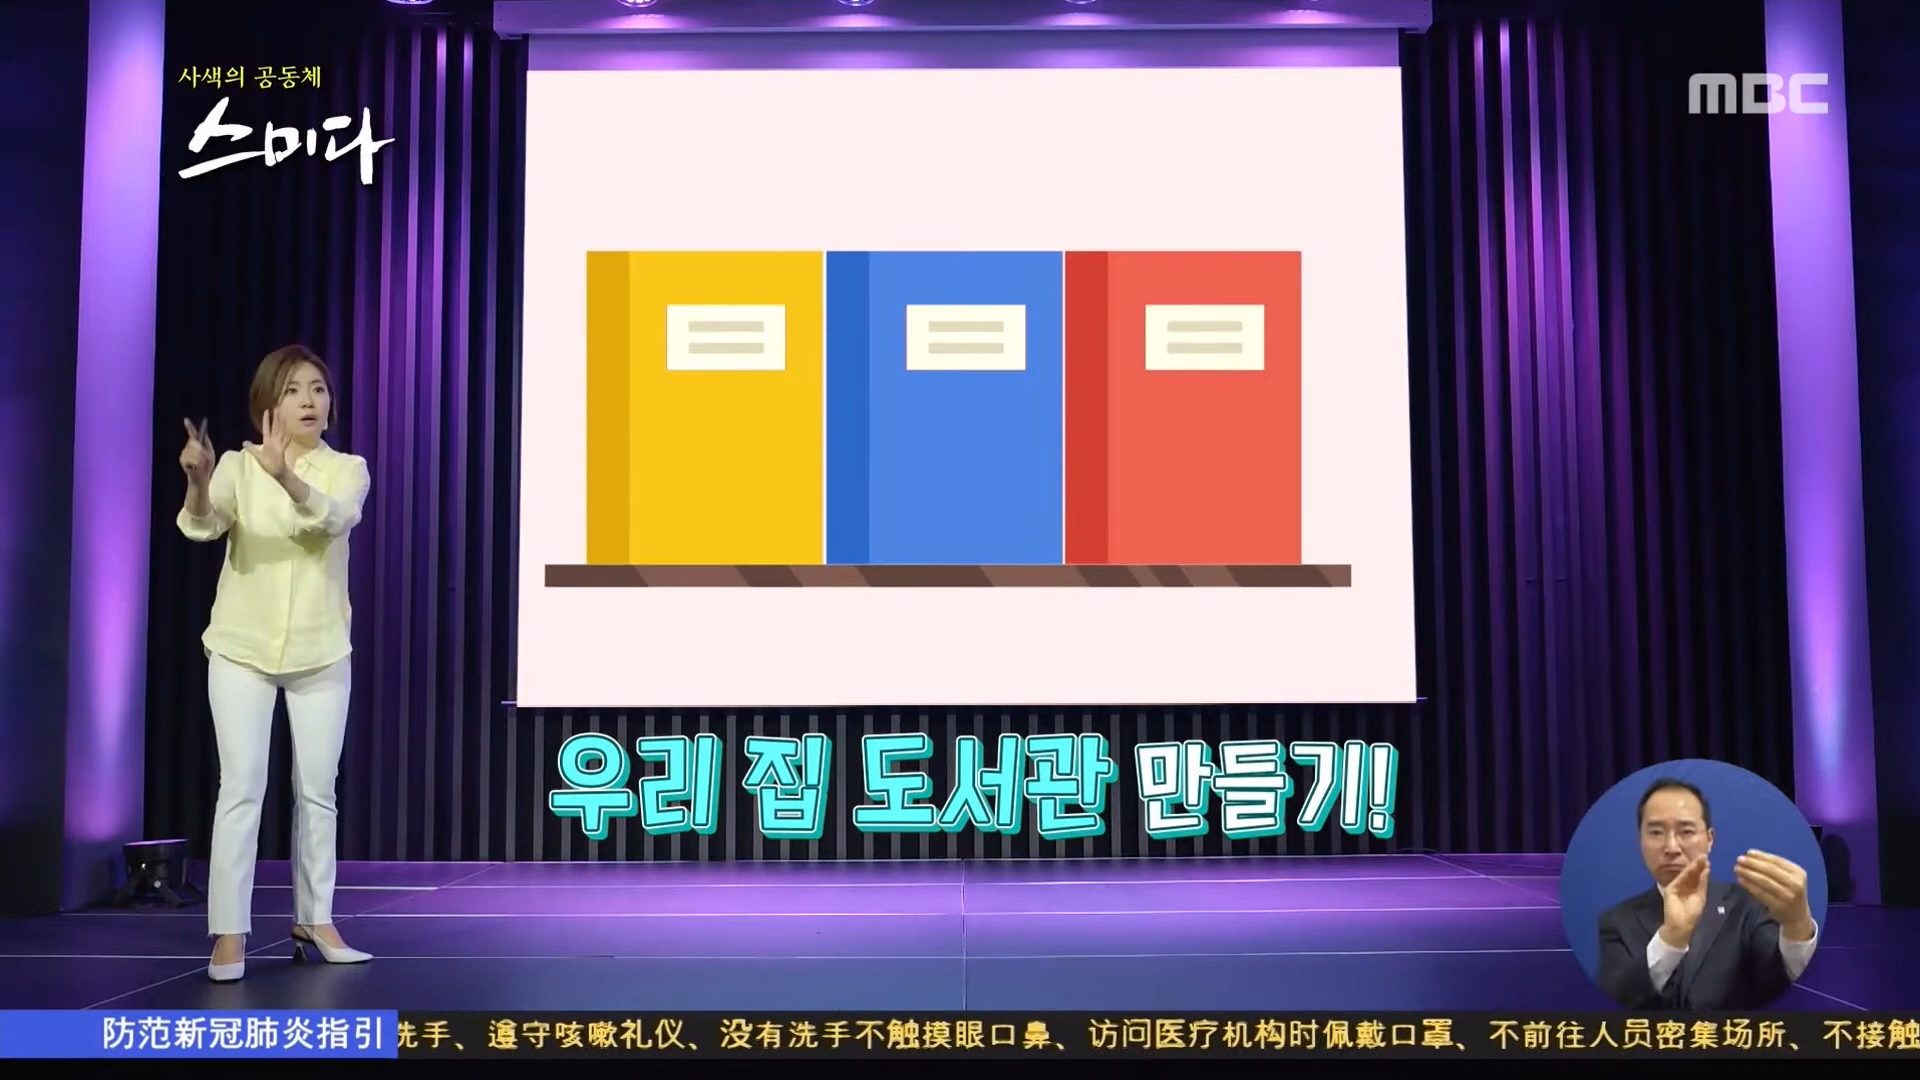 사색의 공동체
스미다
MBC
우리 집 도서관 만들기!
防范新冠肺炎指引
洗手、遵守咳嗽礼仪、没有洗手不触摸眼口鼻、访问医疗机构时佩戴口罩、不前往人员密集场所、不接触